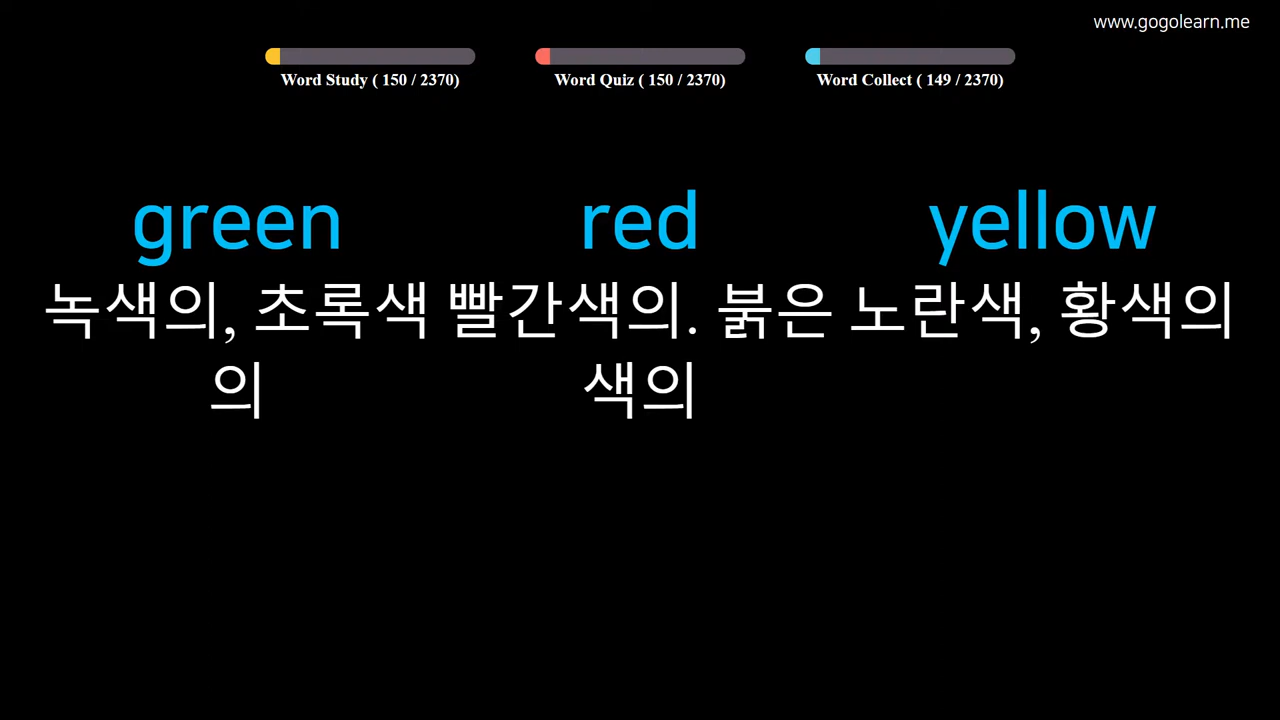 www.gogolearn.me
Word Study ( 150 / 2370)
Word Quiz ( 150 / 2370)
Word Collect ( 149 / 2370)
green
녹색의, 초록색
의
red
빨간색의. 붉은
색의
yellow
노란색, 황색의